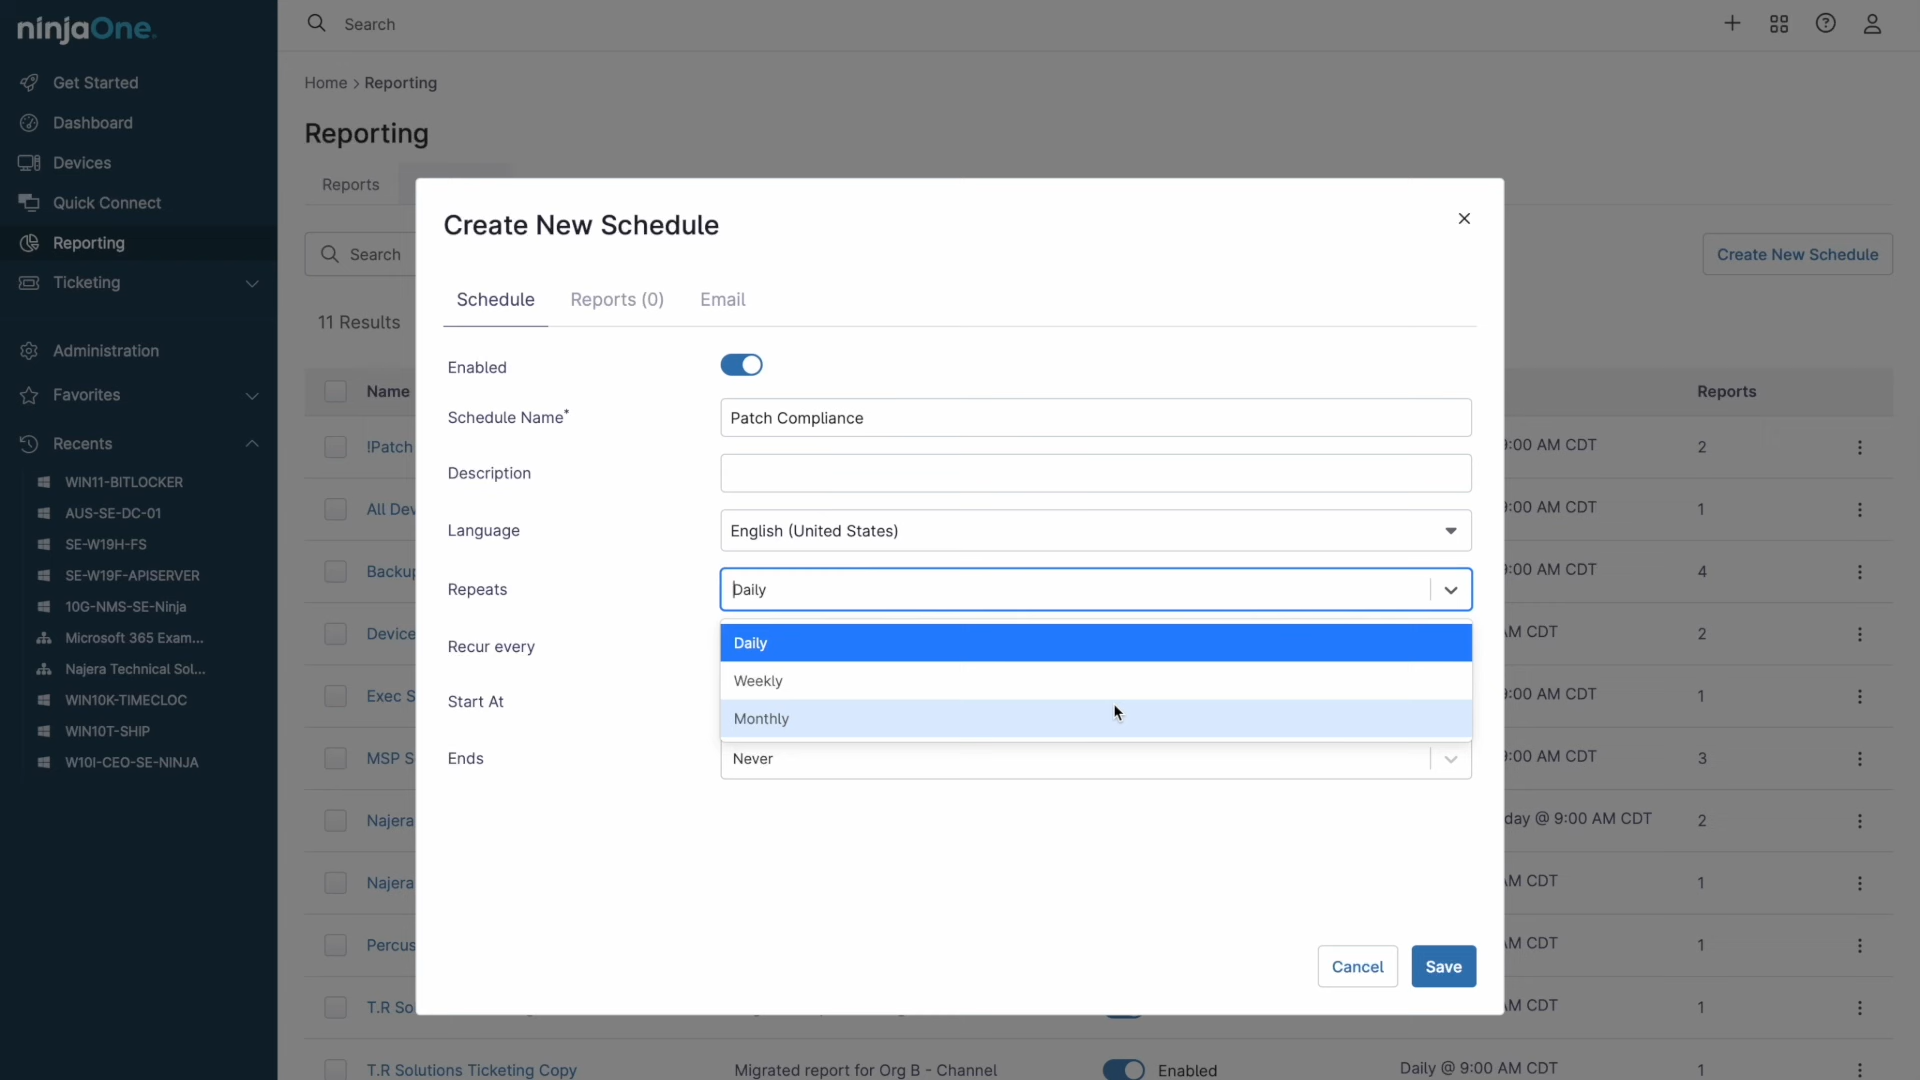 ninjaOne.
Search
Get Started
Dashboard
Devices
Quick Connect
Reporting
Ticketing
Administration
Favorites
Recents
WIN11-BITLOCKER
AUS-SE-DC-01
SE-W19H-FS
SE-W19F-APISERVER
10G-NMS-SE-Ninja
Microsoft 365 Exam...
Najera Technical Sol...
WIN10K-TIMECLOC
WIN10T-SHIP
W10I-CEO-SE-NINJA
Home > Reporting
Reporting
Reports
Search
Create New Schedule
11 Results
Name Reports
!Patch :00 AM CDT 2
All Dev :00 AM CDT 1
Backup :00 AM CDT 4
Device M CDT 2
Exec S :00 AM CDT 1
MSP S :00 AM CDT 3
Najera day @ 9:00 AM CDT 2
Najera M CDT 1
Percus M CDT 1
T.R So M CDT 1
T.R Solutions Ticketing Copy Migrated report for Org B - Channel Enabled Daily @ 9:00 AM CDT 1
Create New Schedule
Schedule Reports (0) Email
Enabled
Schedule Name* Patch Compliance
Description
Language English (United States)
Repeats Daily
Daily
Recur every
Weekly
Start At
Monthly
Ends Never
Cancel Save